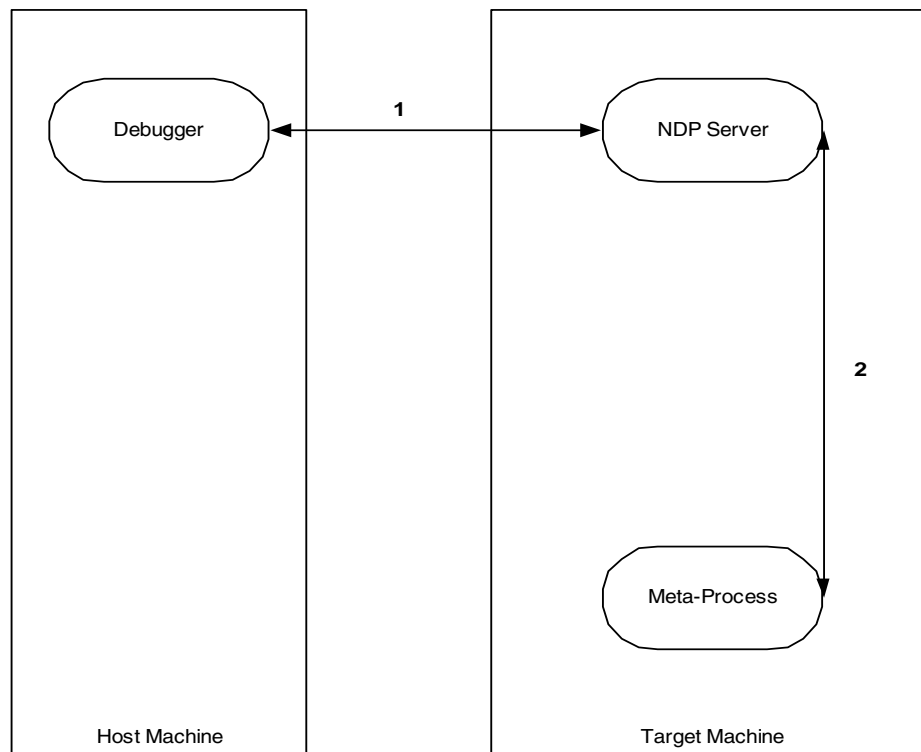 1
Debugger
NDP Server
2
Meta-Process
Host Machine
Target Machine